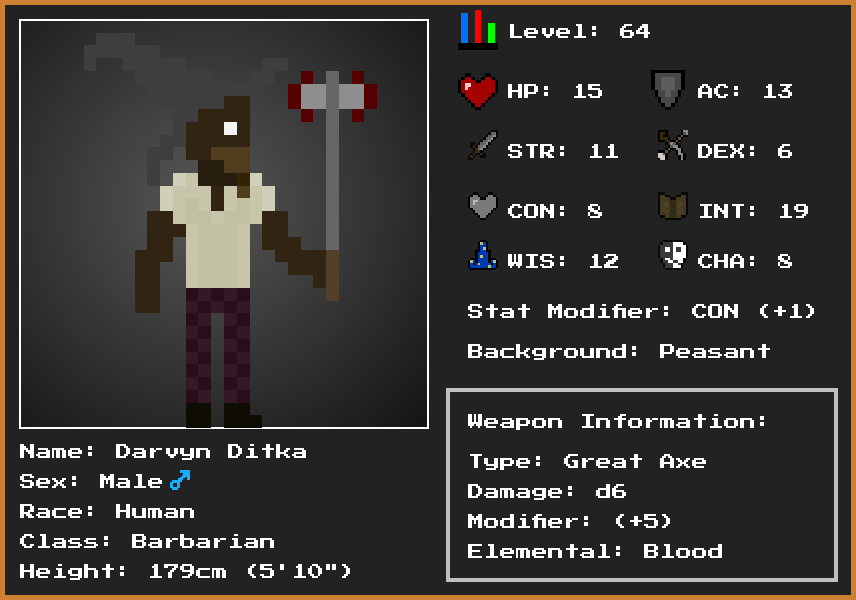 Level: 64
HP: 15 AC: 13
STR: 11 DEX: 6
CON: 8 INT: 19
WIS: 12 CHA: 8
Stat Modifier: CON (+1)
Background: Peasant
Weapon Information:
Type: Great Axe
Damage: d6
Modifier: (+5)
Elemental: Blood
Name: Darvyn Ditka
Sex: Male♂
Race: Human
Class: Barbarian
Height: 179cm (5'10")